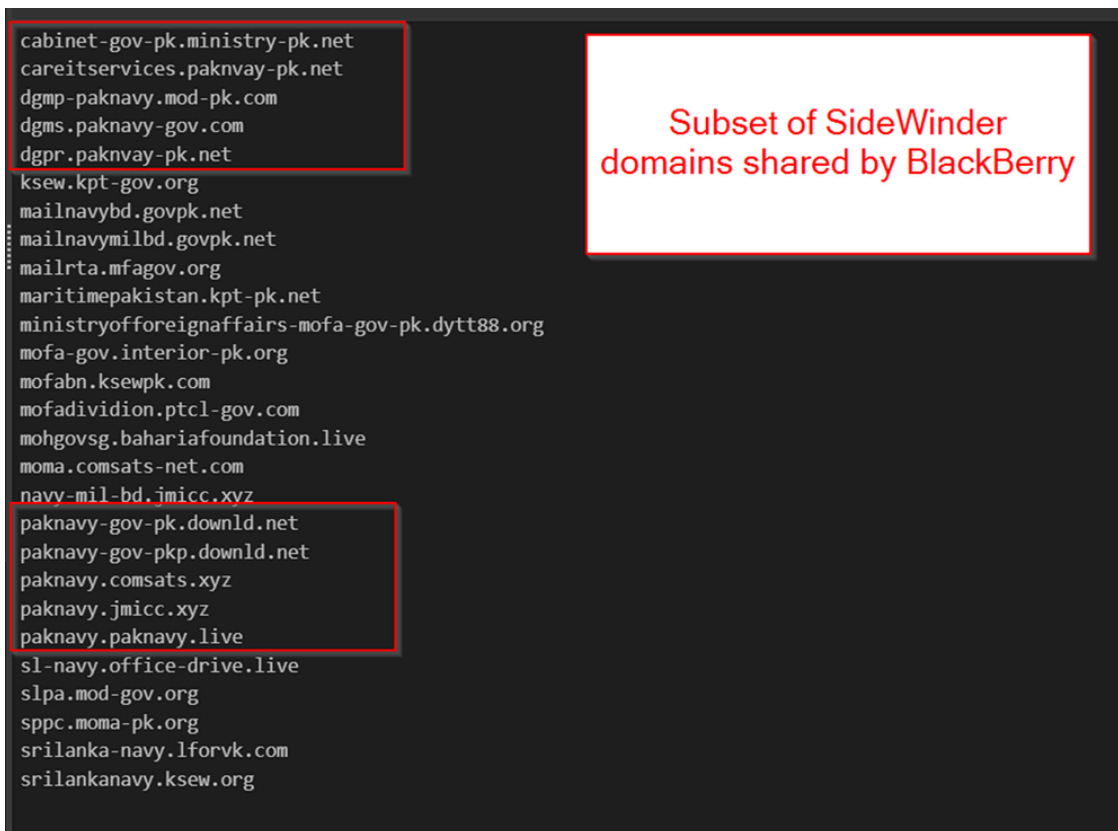 cabinet-gov-pk.ministry-pk.net
careitservices.paknvay-pk.net
dgmp-paknavy.mod-pk.com
dgms.paknavy-gov.com
dgpr.paknvay-pk.net
ksew.kpt-gov.org
mailnavybd.govpk.net
mailnavymilbd.govpk.net
mailrta.mfagov.org
maritimepakistan.kpt-pk.net
ministryofforeignaffairs-mofa-gov-pk.dytt88.org
mofa-gov.interior-pk.org
mofabn.ksewpk.com
mofadividion.ptcl-gov.com
mohgovsg.bahariafoundation.live
moma.comsats-net.com
navy-mil-bd.jmicc.xyz
paknavy-gov-pk.downld.net
paknavy-gov-pkp.downld.net
paknavy.comsats.xyz
paknavy.jmicc.xyz
paknavy.paknavy.live
sl-navy.office-drive.live
slpa.mod-gov.org
sppc.moma-pk.org
srilanka-navy.lforvk.com
srilankanavy.ksew.org
Subset of SideWinder
domains shared by BlackBerry